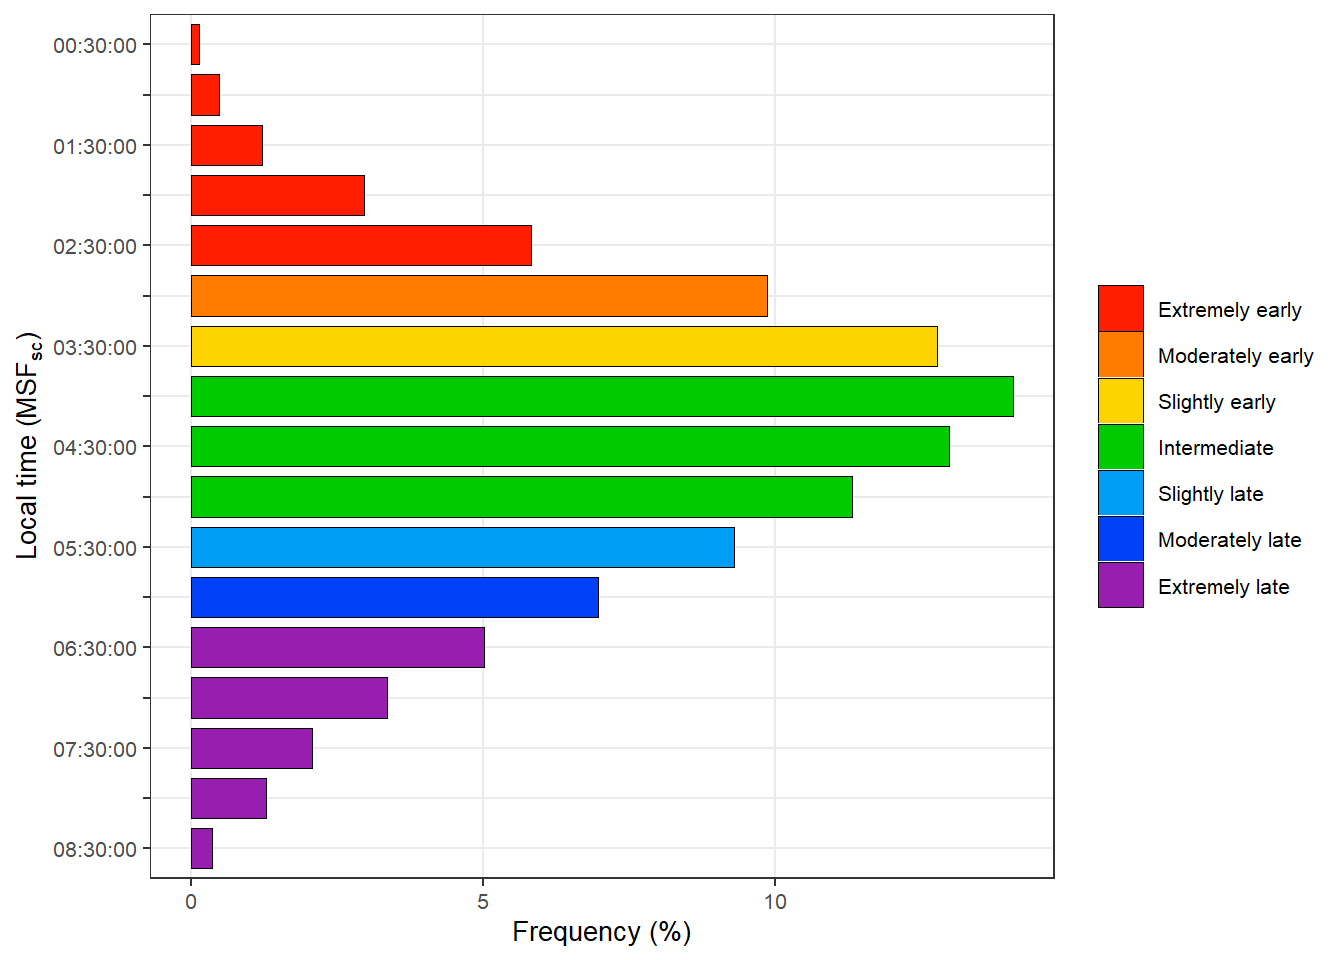 00:30:00
01:30:00
02:30:00
03:30:00
04:30:00
05:30:00
06:30:00
07:30:00
08:30:00
Local time (MSFsc)
0 5 10
Frequency (%)
Extremely early
Moderately early
Slightly early
Intermediate
Slightly late
Moderately late
Extremely late